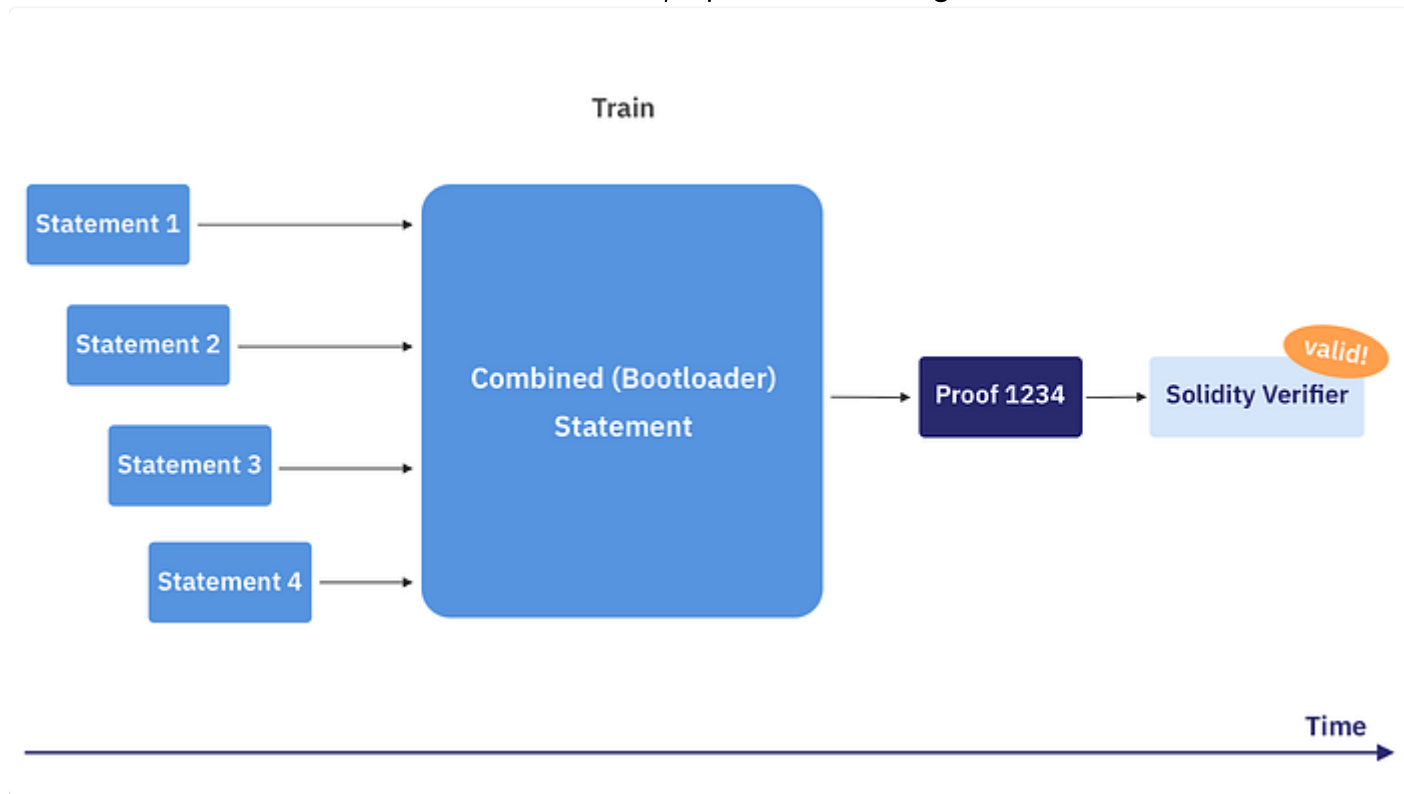 Train
Statement 1
Statement 2
Statement 3
Statement 4
Combined (Bootloader)
Statement
Proof 1234
valid!
Solidity Verifier
Time